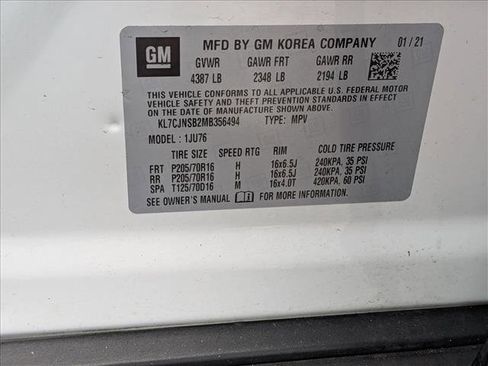 GM MFD BY GM KOREA COMPANY 01 / 21
GVWR GAWR FRT GAWR RR
4387 LB 2348 LB 2194 LB
THIS VEHICLE CONFORMS TO ALL APPLICABLE U.S. FEDERAL MOTOR
VEHICLE SAFETY AND THEFT PREVENTION STANDARDS IN
EFFECT ON THE DATE OF MANUFACTURE SHOWN ABOVE.
KL7CJNSB2MB356494 TYPE: MPV
MODEL : 1JU76
TIRE SIZE SPEED RTG RIM COLD TIRE PRESSURE
FRT P205/70R16 H 16x6.5J 240KPA, 35 PSI
RR P205/70R16 H 16x6.5J 240KPA, 35 PSI
SPA T125/70D16 M 16x4.0T 420KPA, 60 PSI
SEE OWNER'S MANUAL FOR ADDITIONAL INFORMATION.